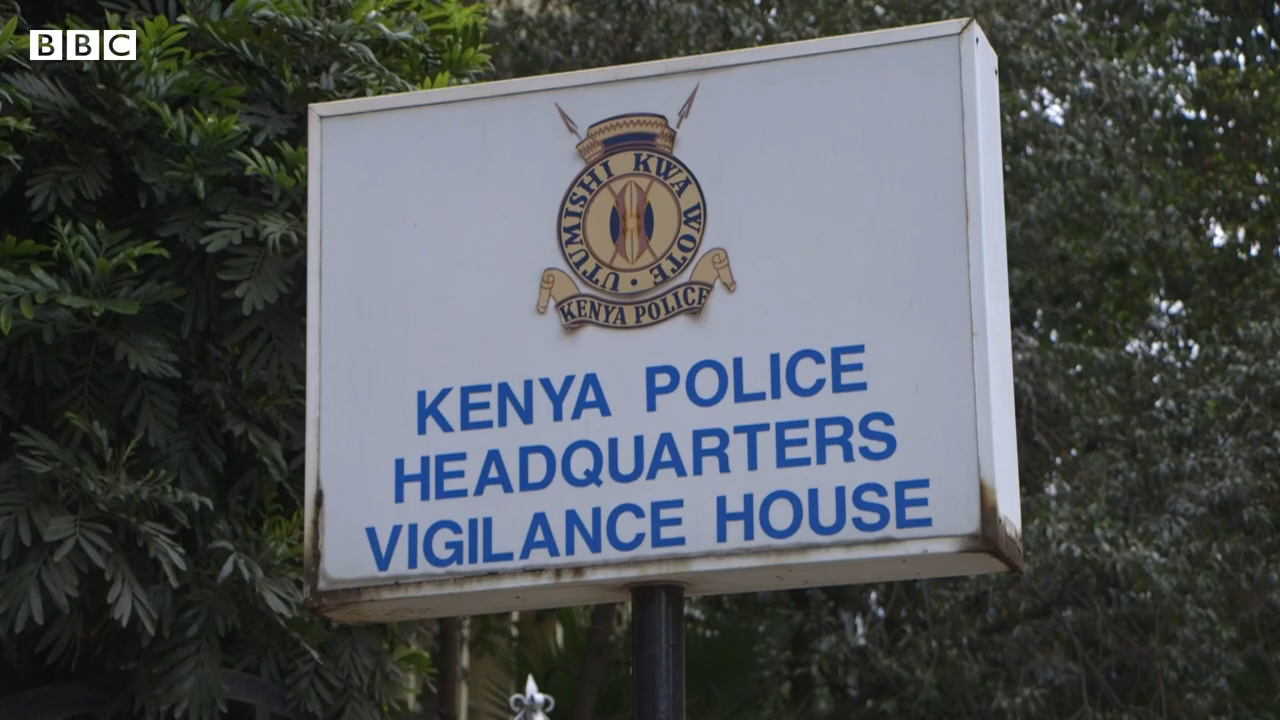 BBC
UTUMISHI KWA WOTE
KENYA POLICE
KENYA POLICE
HEADQUARTERS
VIGILANCE HOUSE